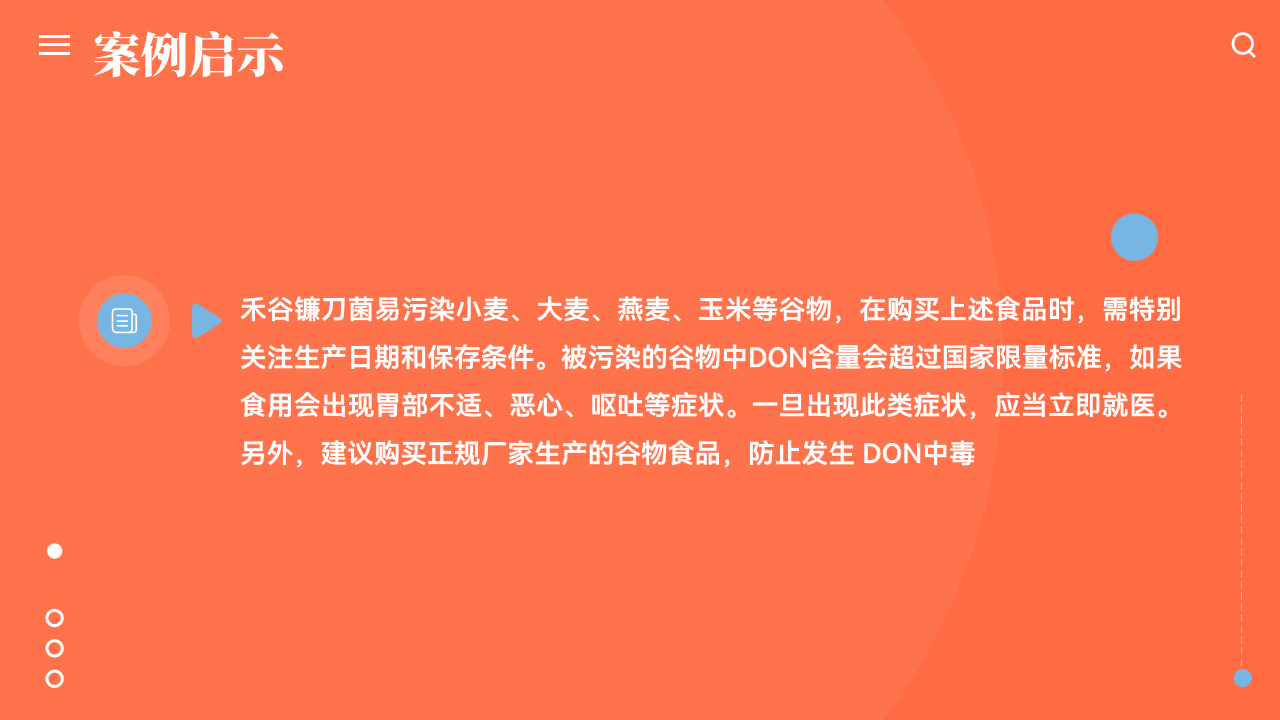 案例启示
禾谷镰刀菌易污染小麦、大麦、燕麦、玉米等谷物，在购买上述食品时，需特别
关注生产日期和保存条件。被污染的谷物中DON含量会超过国家限量标准，如果
食用会出现胃部不适、恶心、呕吐等症状。一旦出现此类症状，应当立即就医。
另外，建议购买正规厂家生产的谷物食品，防止发生 DON中毒